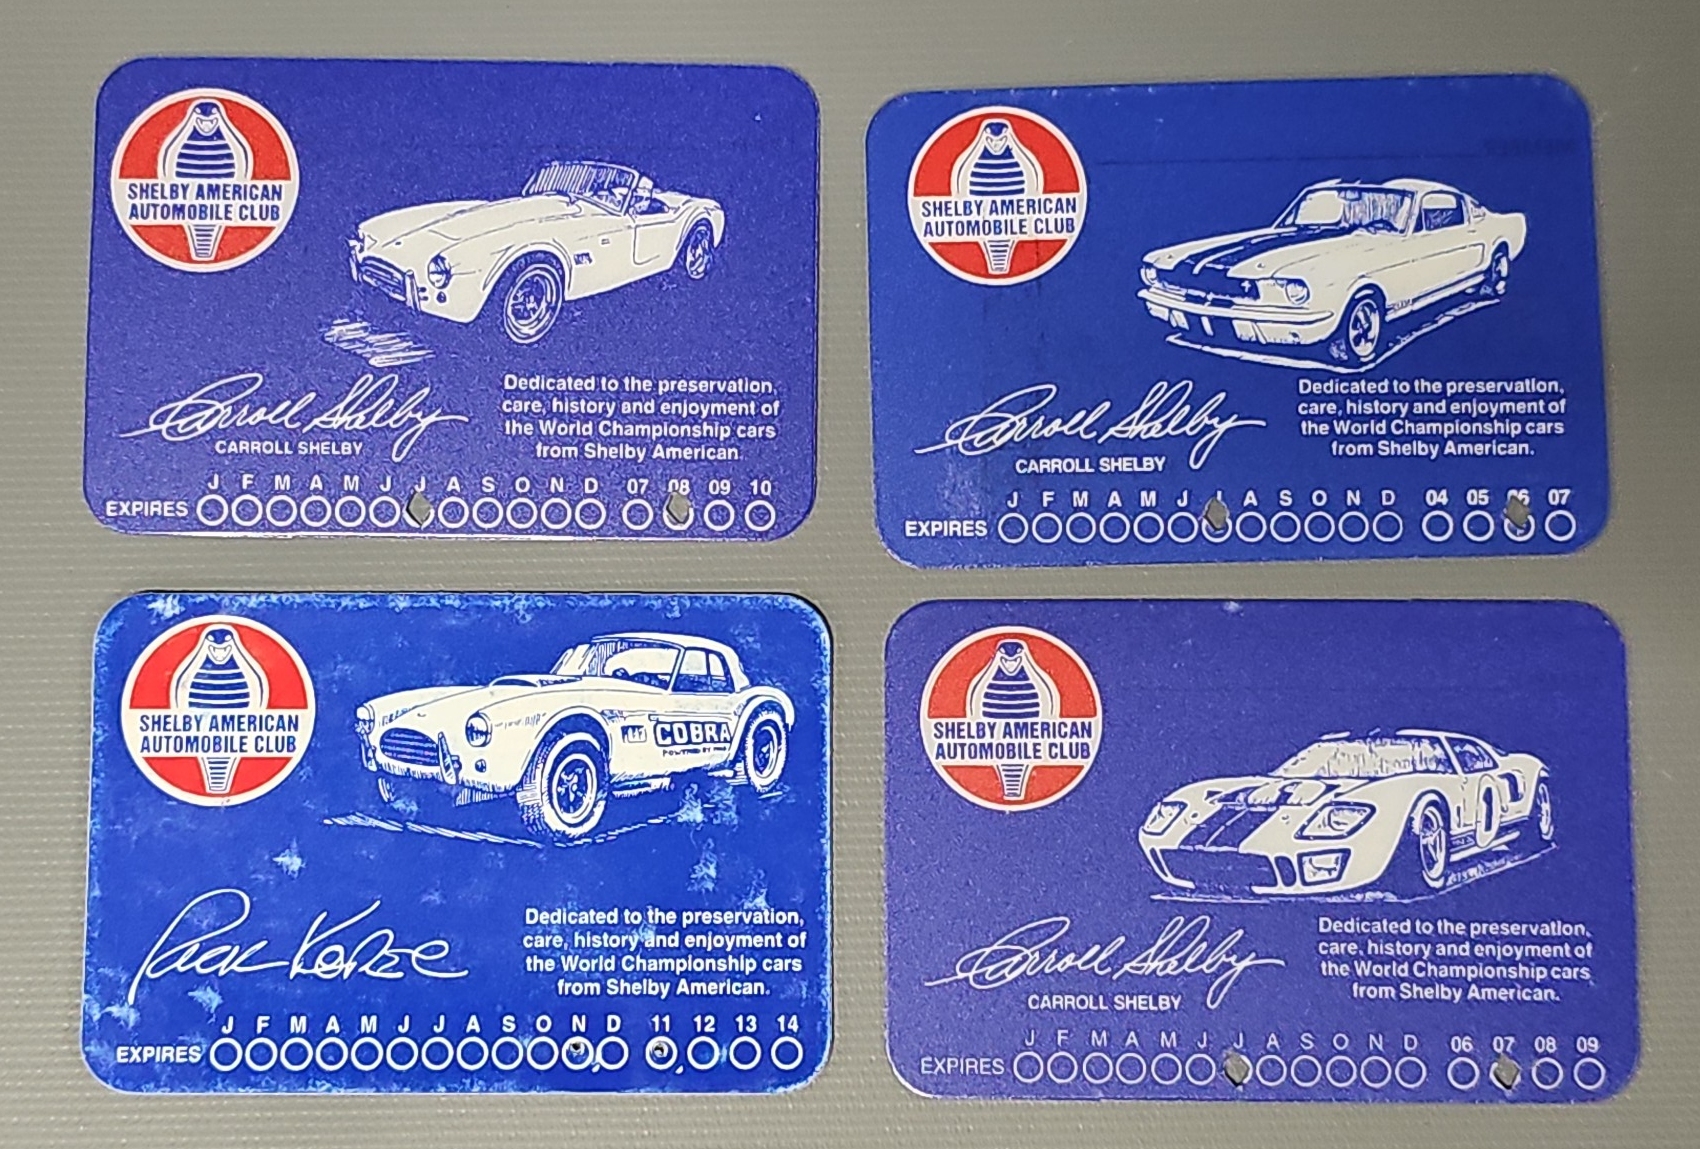 SHELBY AMERICAN
AUTOMOBILE CLUB
Carroll Shelby
CARROLL SHELBY
Dedicated to the preservation,
care, history and enjoyment of
the World Championship cars
from Shelby American.
J F M A M J J A S O N D 07 08 09 10
EXPIRES
SHELBY AMERICAN
AUTOMOBILE CLUB
Carroll Shelby
CARROLL SHELBY
Dedicated to the preservation,
care, history and enjoyment of
the World Championship cars
from Shelby American.
J F M A M J J A S O N D 04 05 06 07
EXPIRES
SHELBY AMERICAN
AUTOMOBILE CLUB
COBRA
POWERED BY
Dedicated to the preservation,
care, history and enjoyment of
the World Championship cars
from Shelby American.
J F M A M J J A S O N D 11 12 13 14
EXPIRES
SHELBY AMERICAN
AUTOMOBILE CLUB
Carroll Shelby
CARROLL SHELBY
Dedicated to the preservation,
care, history and enjoyment of
the World Championship cars
from Shelby American.
J F M A M J J A S O N D 06 07 08 09
EXPIRES